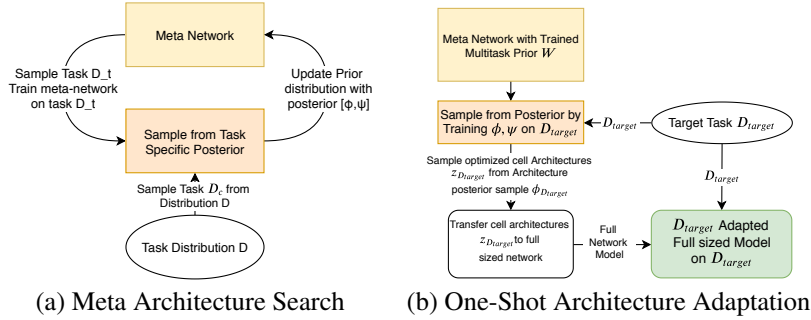 Meta Network
Sample Task D_t
Train meta-network
on task D_t
Update Prior
distribution with
posterior [ϕ,ψ]
Sample from Task
Specific Posterior
Sample Task D_c from
Distribution D
Task Distribution D
(a) Meta Architecture Search
Meta Network with Trained
Multitask Prior W
Sample from Posterior by
Training ϕ, ψ on D_target
D_target
Target Task D_target
Sample optimized cell Architectures
z_D_target from Architecture
posterior sample ϕ_D_target
D_target
Transfer cell architectures
z_D_target to full
sized network
Full
Network
Model
D_target Adapted
Full sized Model
on D_target
(b) One-Shot Architecture Adaptation